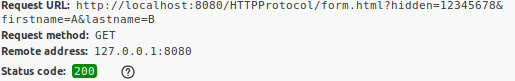 Request URL: http://localhost:8080/HTTPProtocol/form.html?hidden=12345678&
firstname=A&lastname=B
Request method: GET
Remote address: 127.0.0.1:8080
Status code: 200 ?